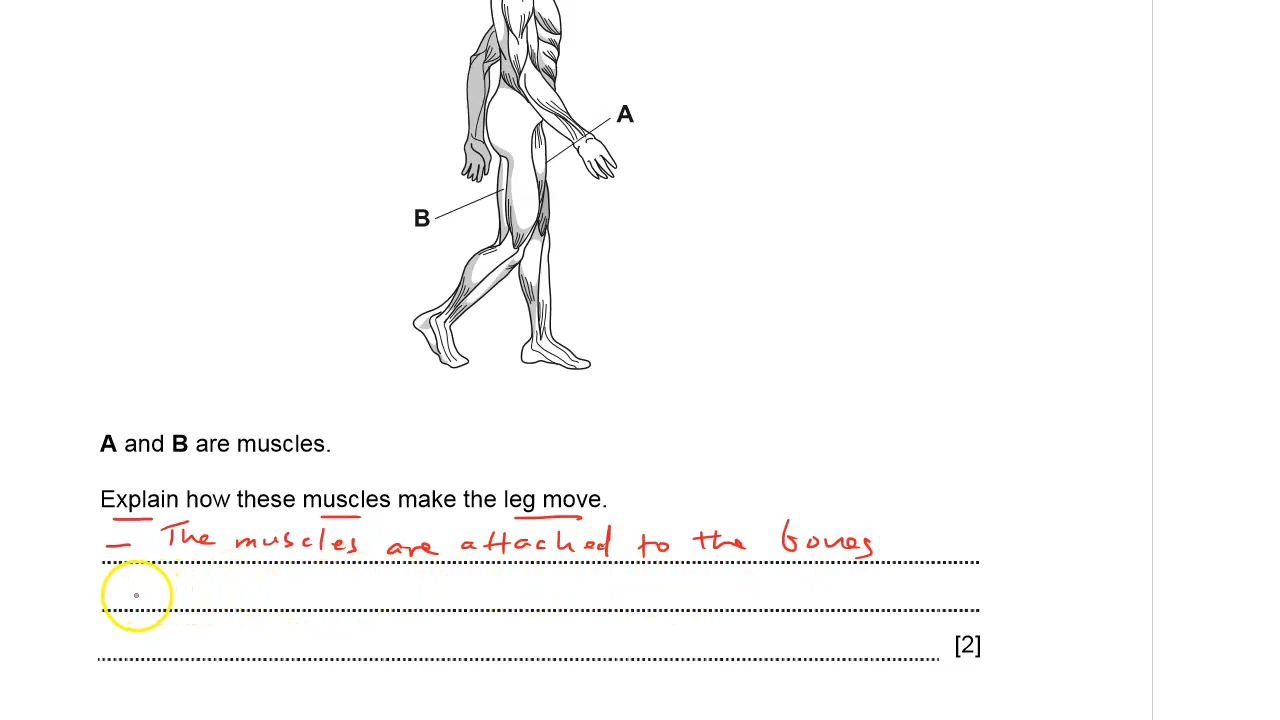 A
B
A and B are muscles.
Explain how these muscles make the leg move.
- The muscles are attached to the bones
[2]